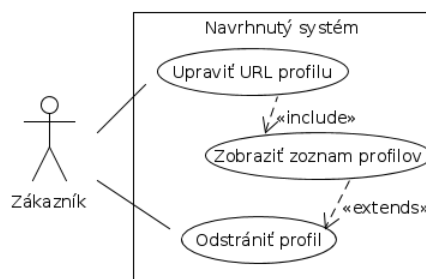 Navrhnutý systém
Upraviť URL profilu
«include»
Zobraziť zoznam profilov
Zákazník
«extends»
Odstrániť profil